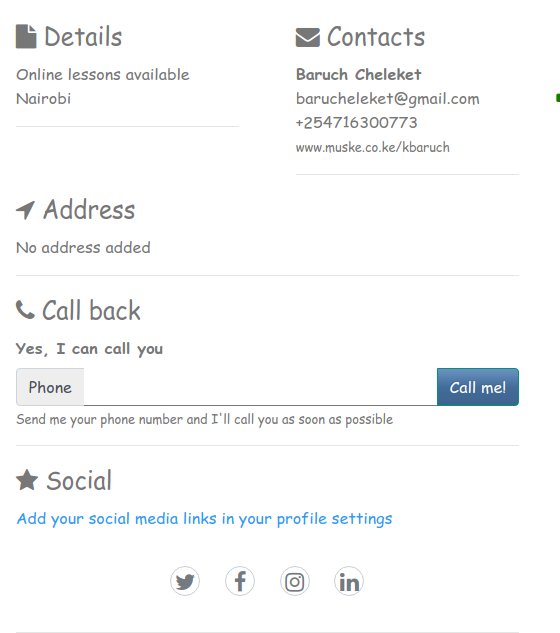 Details
Online lessons available
Nairobi
Contacts
Baruch Cheleket
barucheleket@gmail.com
+254716300773
www.muske.co.ke/kbaruch
Address
No address added
Call back
Yes, I can call you
Phone
Call me!
Send me your phone number and I'll call you as soon as possible
Social
Add your social media links in your profile settings